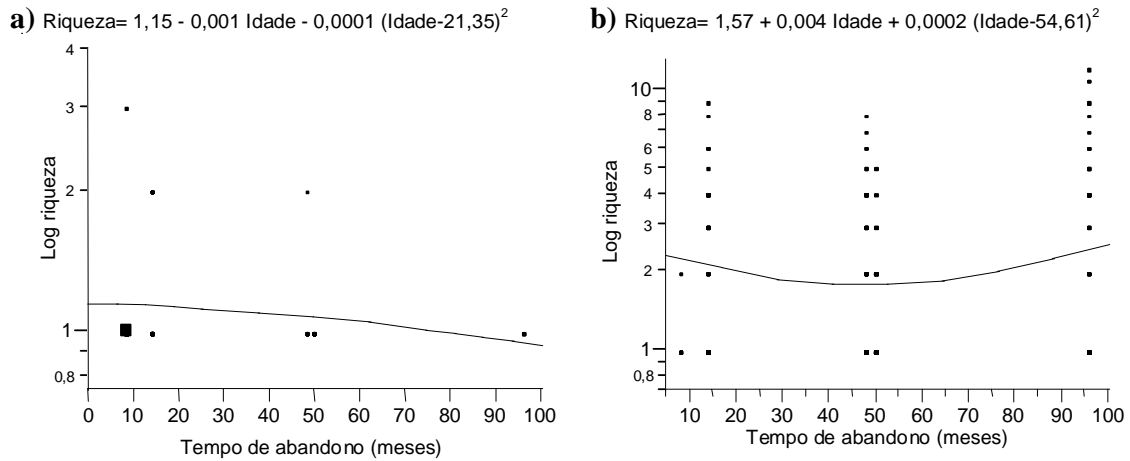 a) Riqueza= 1,15 - 0,001 Idade - 0,0001 (Idade-21,35)²
4
3
2
1
0,8
Log riqueza
0 10 20 30 40 50 60 70 80 90 100
Tempo de abandono (meses)
b) Riqueza= 1,57 + 0,004 Idade + 0,0002 (Idade-54,61)²
10
8
6
5
4
3
2
1
0,8
Log riqueza
10 20 30 40 50 60 70 80 90 100
Tempo de abandono (meses)